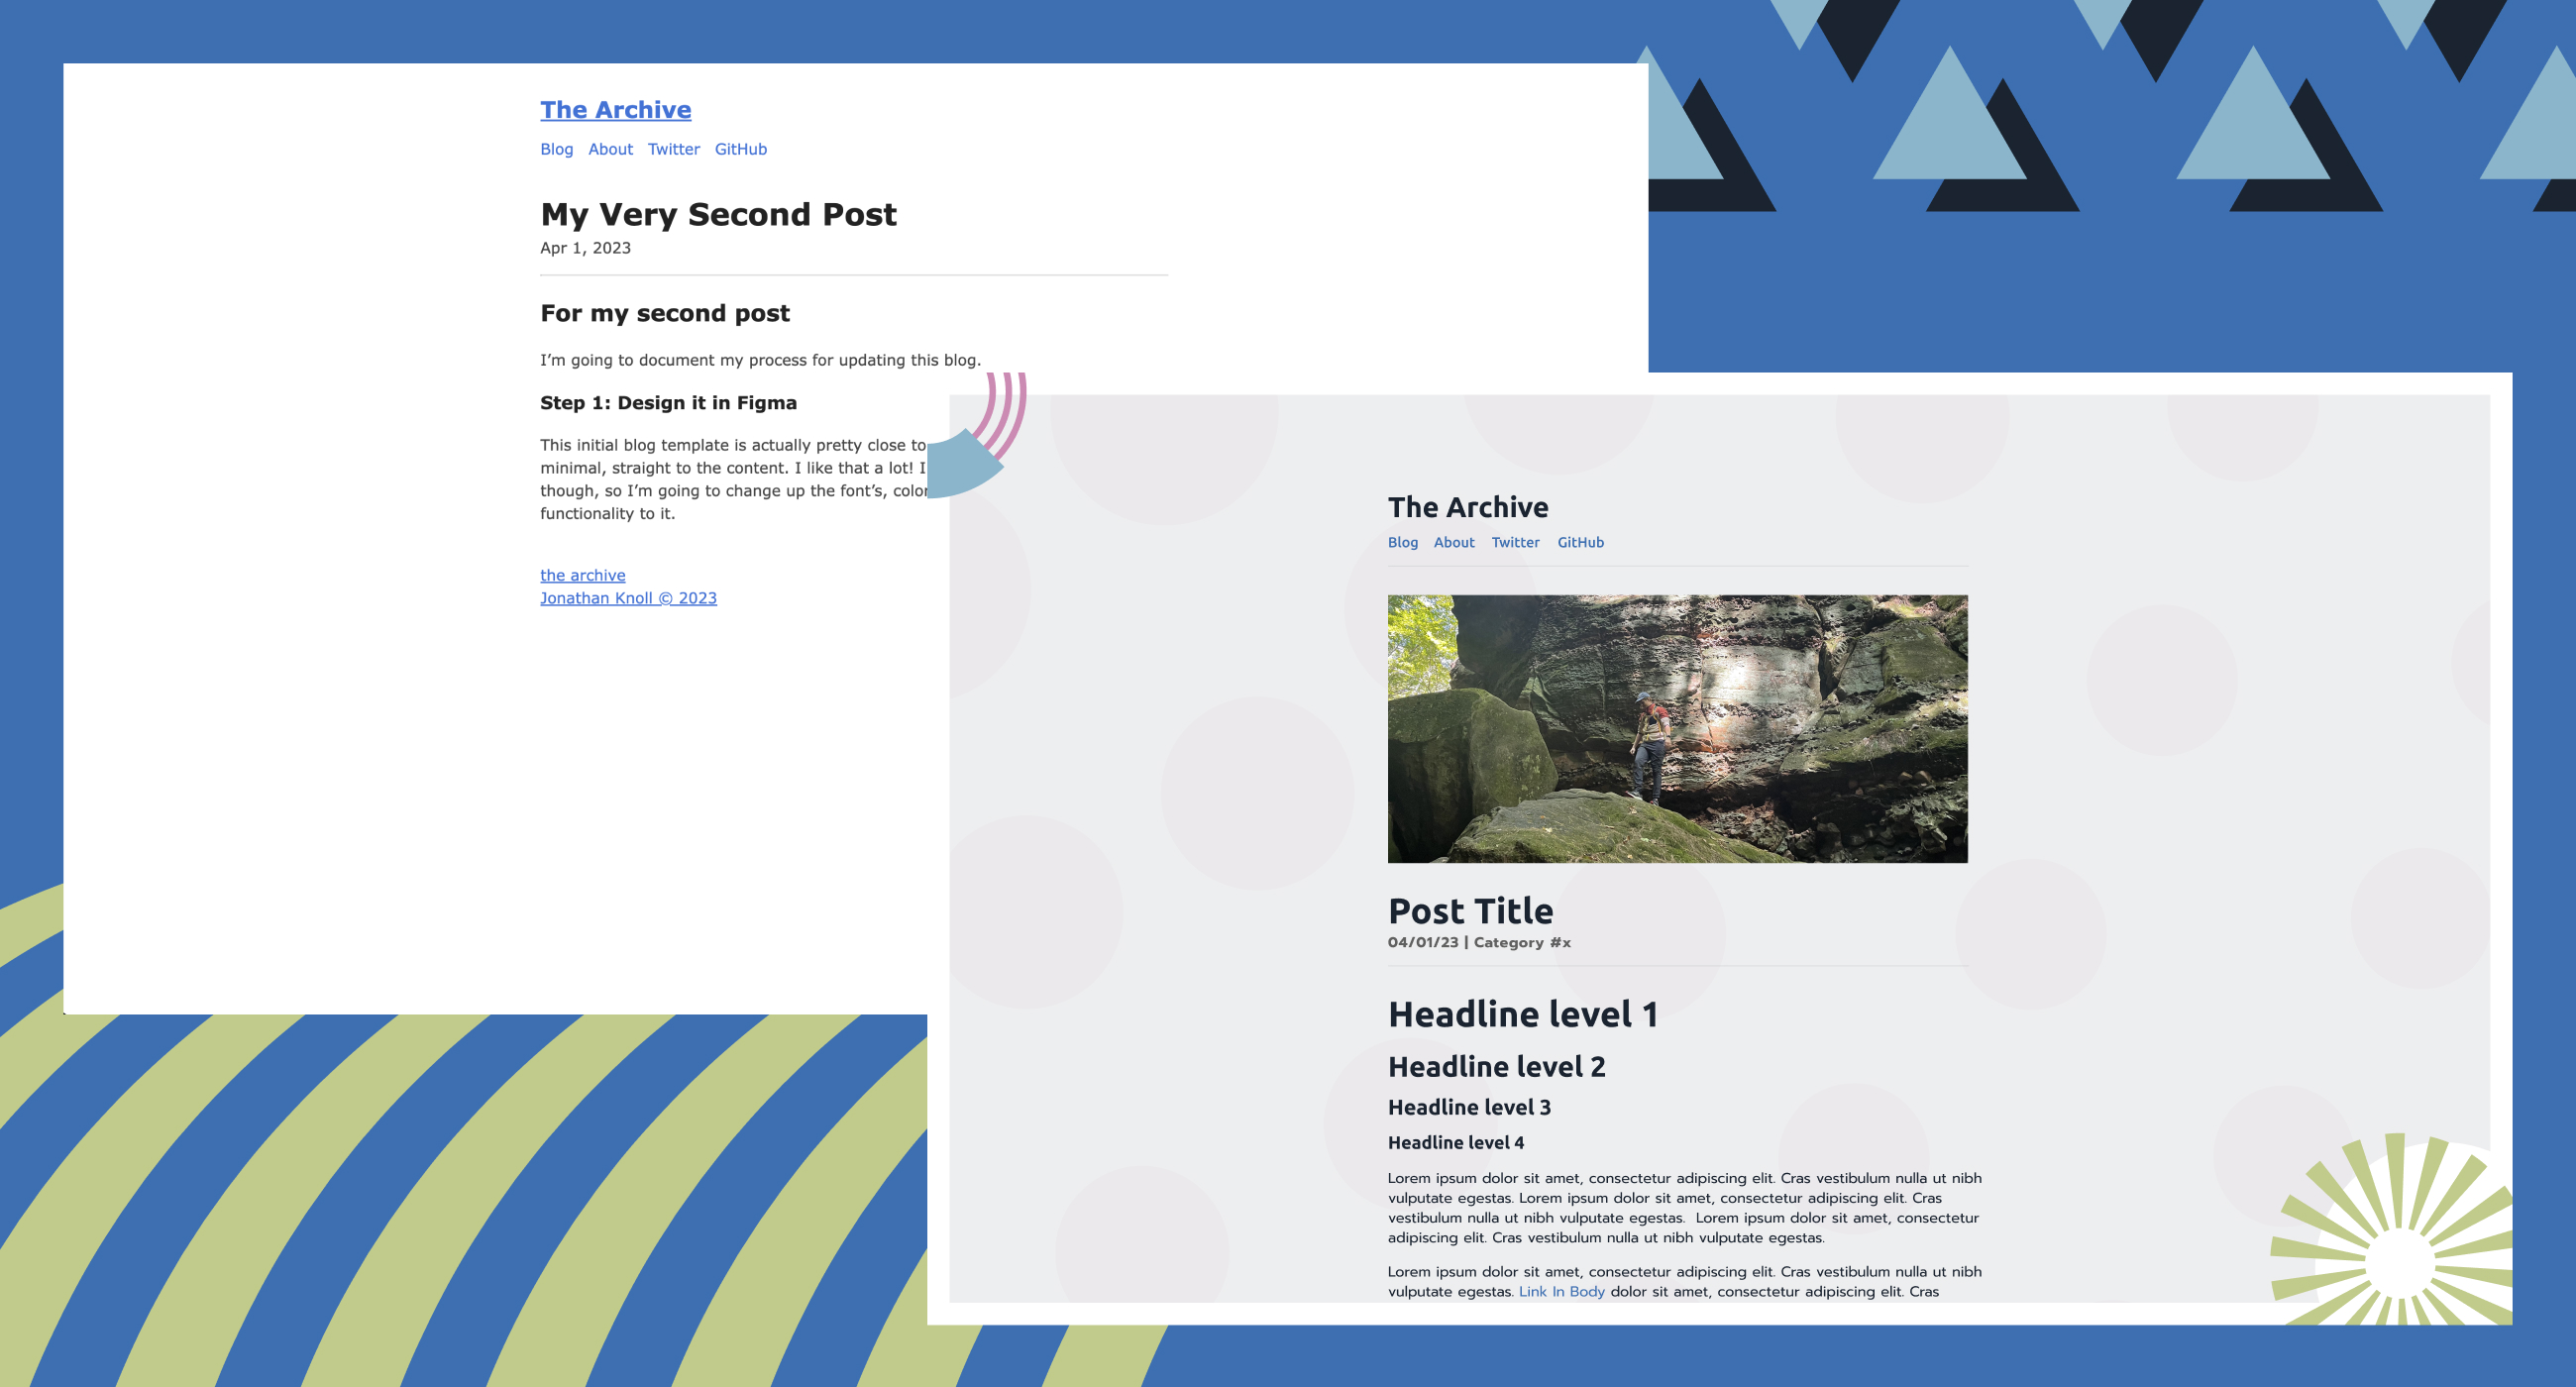 The Archive
Blog About Twitter GitHub
My Very Second Post
Apr 1, 2023
For my second post
I’m going to document my process for updating this blog.
Step 1: Design it in Figma
This initial blog template is actually pretty close to
minimal, straight to the content. I like that a lot! I
though, so I’m going to change up the font’s, color
functionality to it.
the archive
Jonathan Knoll © 2023
The Archive
Blog About Twitter GitHub
Post Title
04/01/23 | Category #x
Headline level 1
Headline level 2
Headline level 3
Headline level 4
Lorem ipsum dolor sit amet, consectetur adipiscing elit. Cras vestibulum nulla ut nibh
vulputate egestas. Lorem ipsum dolor sit amet, consectetur adipiscing elit. Cras
vestibulum nulla ut nibh vulputate egestas.  Lorem ipsum dolor sit amet, consectetur
adipiscing elit. Cras vestibulum nulla ut nibh vulputate egestas.
Lorem ipsum dolor sit amet, consectetur adipiscing elit. Cras vestibulum nulla ut nibh
vulputate egestas. Link In Body dolor sit amet, consectetur adipiscing elit. Cras